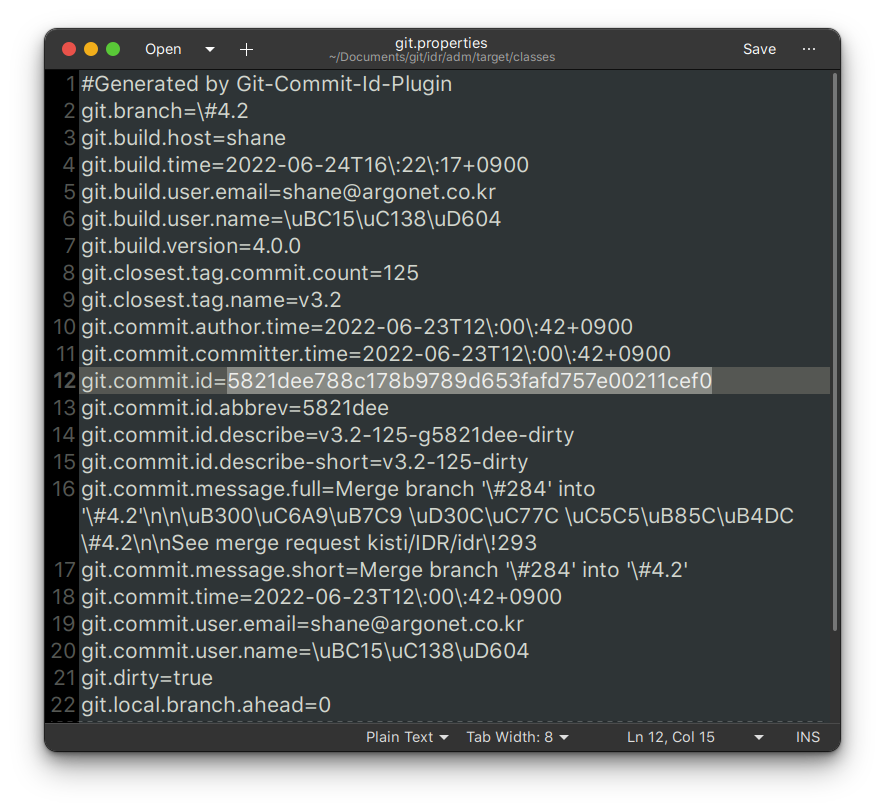 Open
git.properties
~/Documents/git/idr/adm/target/classes
Save
1 #Generated by Git-Commit-Id-Plugin
2 git.branch=\#4.2
3 git.build.host=shane
4 git.build.time=2022-06-24T16\:22\:17+0900
5 git.build.user.email=shane@argonet.co.kr
6 git.build.user.name=\uBC15\uC138\uD604
7 git.build.version=4.0.0
8 git.closest.tag.commit.count=125
9 git.closest.tag.name=v3.2
10 git.commit.author.time=2022-06-23T12\:00\:42+0900
11 git.commit.committer.time=2022-06-23T12\:00\:42+0900
12 git.commit.id=5821dee788c178b9789d653fafd757e00211cef0
13 git.commit.id.abbrev=5821dee
14 git.commit.id.describe=v3.2-125-g5821dee-dirty
15 git.commit.id.describe-short=v3.2-125-dirty
16 git.commit.message.full=Merge branch '\#284' into
'\#4.2'\n\n\uB300\uC6A9\uB7C9 \uD30C\uC77C \uC5C5\uB85C\uB4DC
\#4.2\n\nSee merge request kisti/IDR/idr\!293
17 git.commit.message.short=Merge branch '\#284' into '\#4.2'
18 git.commit.time=2022-06-23T12\:00\:42+0900
19 git.commit.user.email=shane@argonet.co.kr
20 git.commit.user.name=\uBC15\uC138\uD604
21 git.dirty=true
22 git.local.branch.ahead=0
Plain Text Tab Width: 8 Ln 12, Col 15 INS